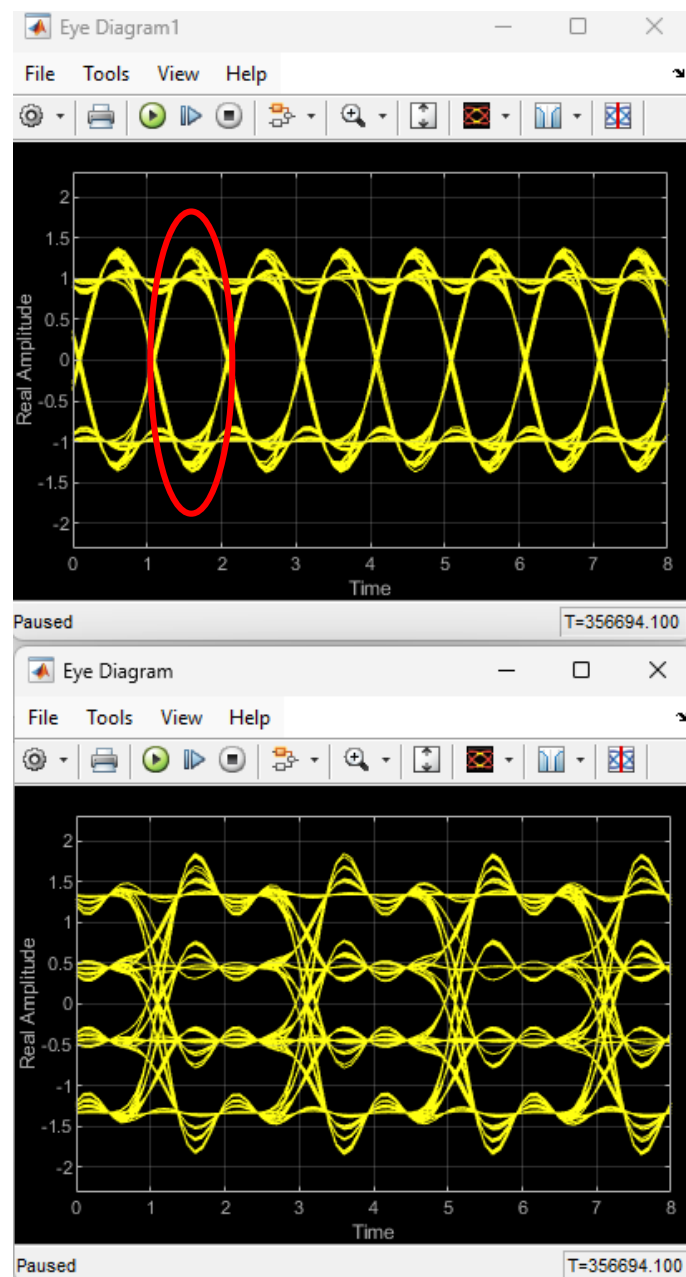 Eye Diagram1
File Tools View Help
2
1.5
1
0.5
0
-0.5
-1
-1.5
-2
Real Amplitude
0 1 2 3 4 5 6 7 8
Time
Paused T=356694.100
Eye Diagram
File Tools View Help
2
1.5
1
0.5
0
-0.5
-1
-1.5
-2
Real Amplitude
0 1 2 3 4 5 6 7 8
Time
Paused T=356694.100